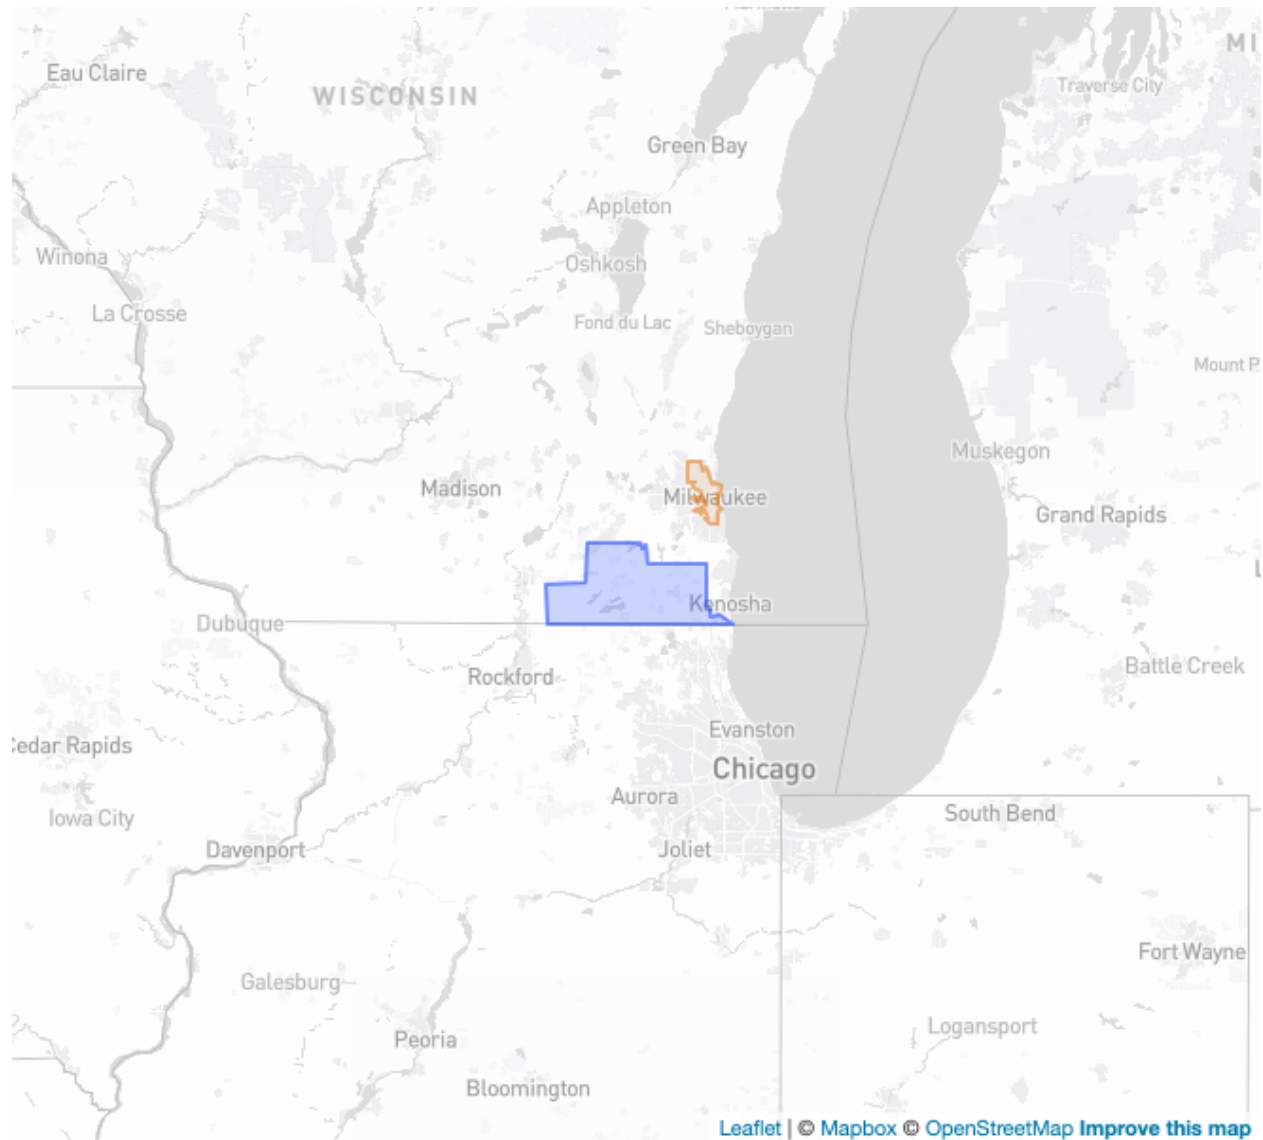 Eau Claire
WISCONSIN
MI
Traverse City
Green Bay
Appleton
Winona
Oshkosh
La Crosse
Fond du Lac
Sheboygan
Mount P
Muskegon
Madison
Milwaukee
Grand Rapids
Kenosha
Dubuque
Rockford
Battle Creek
Evanston
Cedar Rapids
Chicago
Aurora
Iowa City
South Bend
Davenport
Joliet
Fort Wayne
Galesburg
Logansport
Peoria
Bloomington
Leaflet | © Mapbox © OpenStreetMap Improve this map